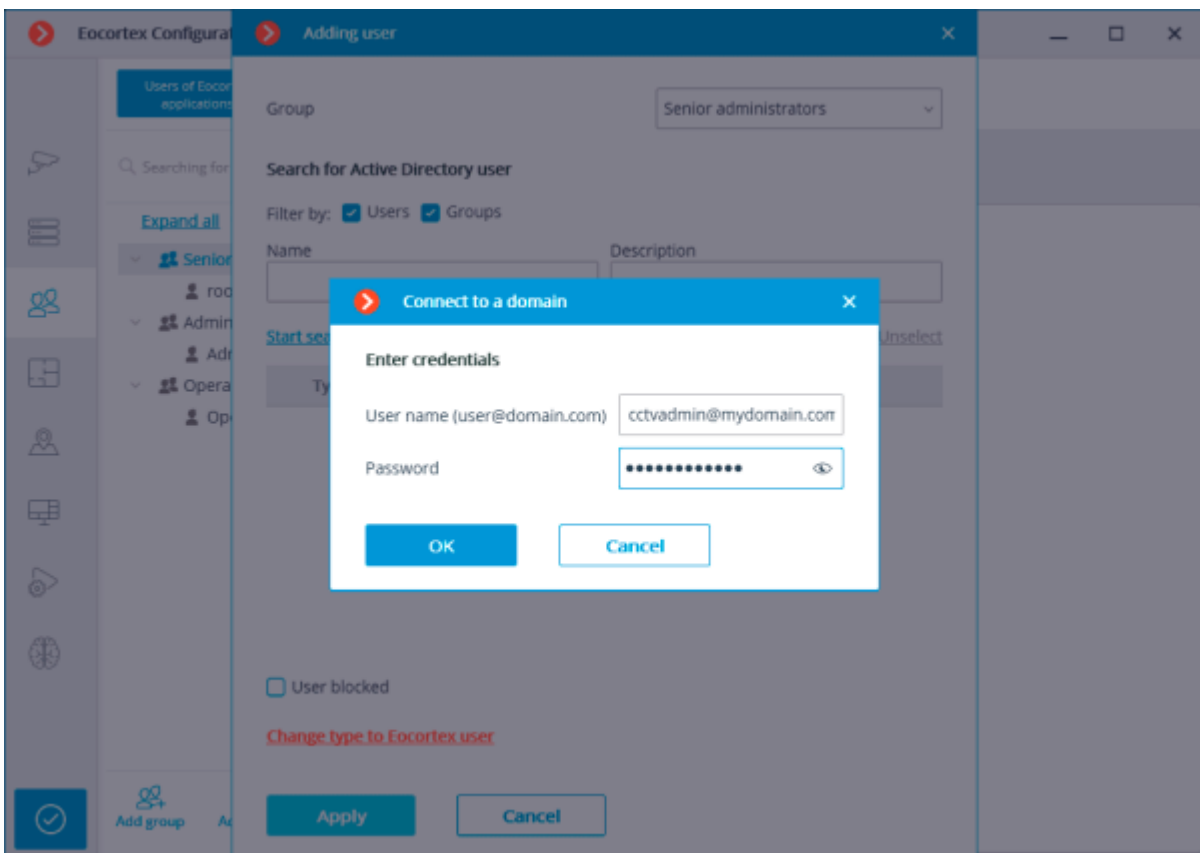 Eocortex Configurat
Adding user
Users of Eocor
applications
Group
Senior administrators
Searching for
Search for Active Directory user
Filter by: Users Groups
Expand all
Name
Description
Senior
roo
Connect to a domain
Admin
Start sea
Unselect
Adr
Enter credentials
Opera
Ty
Ope
User name (user@domain.com)
cctvadmin@mydomain.com
Password
••••••••••••
OK
Cancel
User blocked
Change type to Eocortex user
Add group
Ad
Apply
Cancel